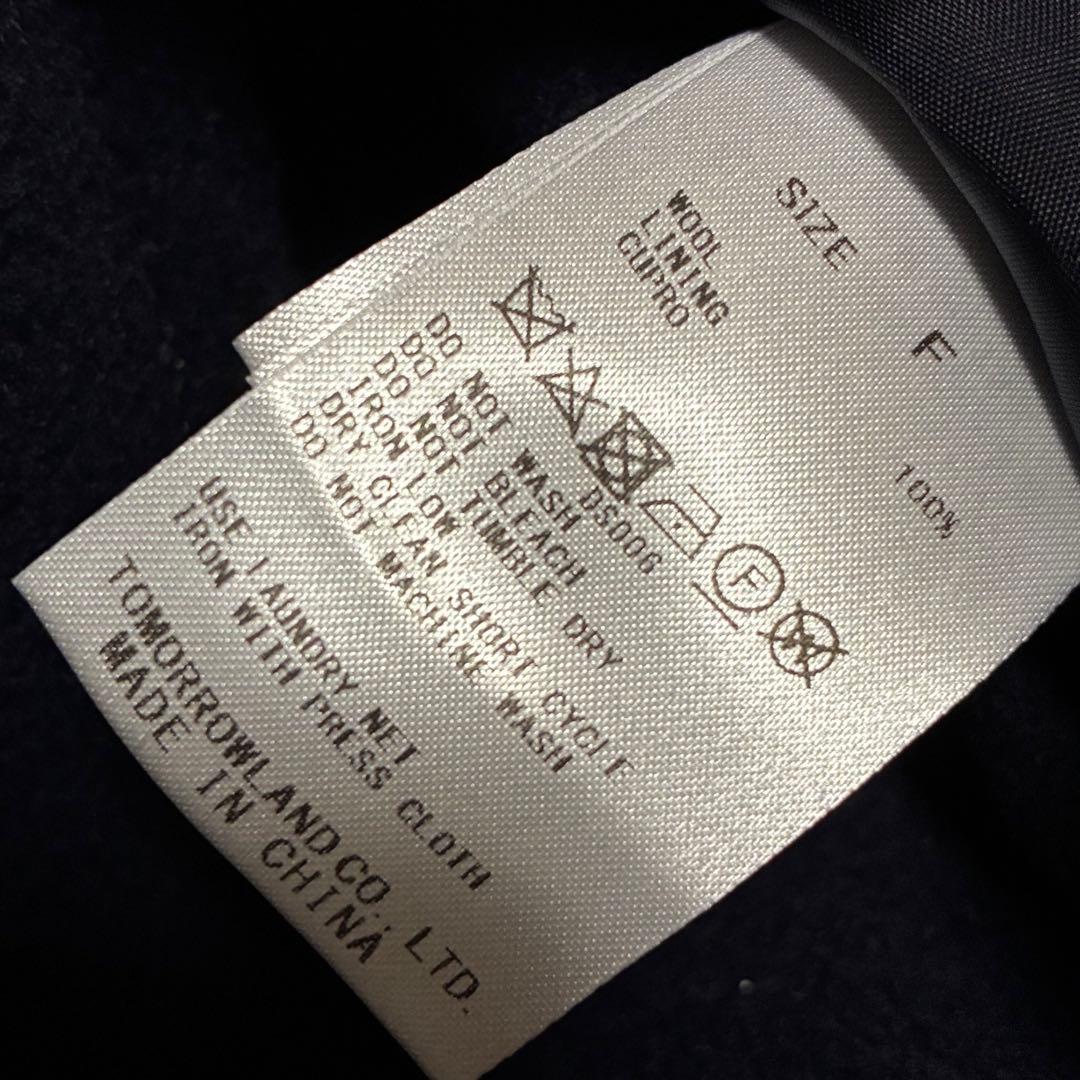 SIZE F
WOOL 100%
LINING
CUPRO
F
W
DS006
DO NOT WASH
DO NOT BLEACH
DO NOT TUMBLE DRY
IRON LOW
DRY CLEAN SHORT CYCLE
DO NOT MACHINE WASH
USE LAUNDRY NET
IRON WITH PRESS CLOTH
TOMORROWLAND CO., LTD.
MADE IN CHINA